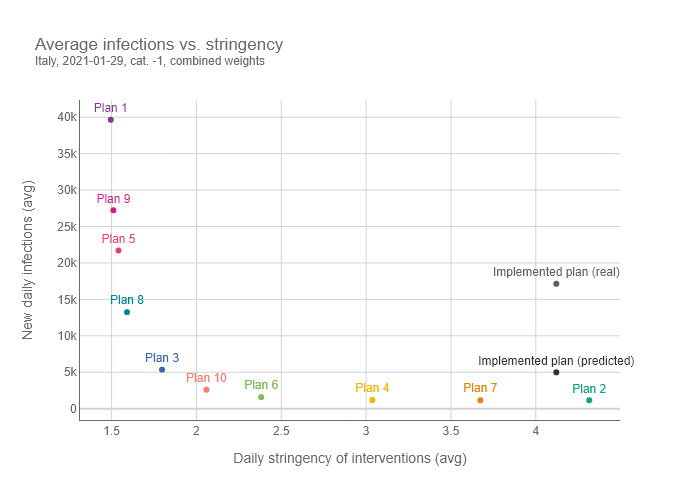 Average infections vs. stringency
Italy, 2021-01-29, cat. -1, combined weights
Plan 1
40k
35k
30k
Plan 9
25k
Plan 5
20k
Implemented plan (real)
15k
Plan 8
10k
Plan 3
Implemented plan (predicted)
5k
Plan 10
Plan 6
Plan 4
Plan 7
Plan 2
0
1.5
2
2.5
3
3.5
4
New daily infections (avg)
Daily stringency of interventions (avg)